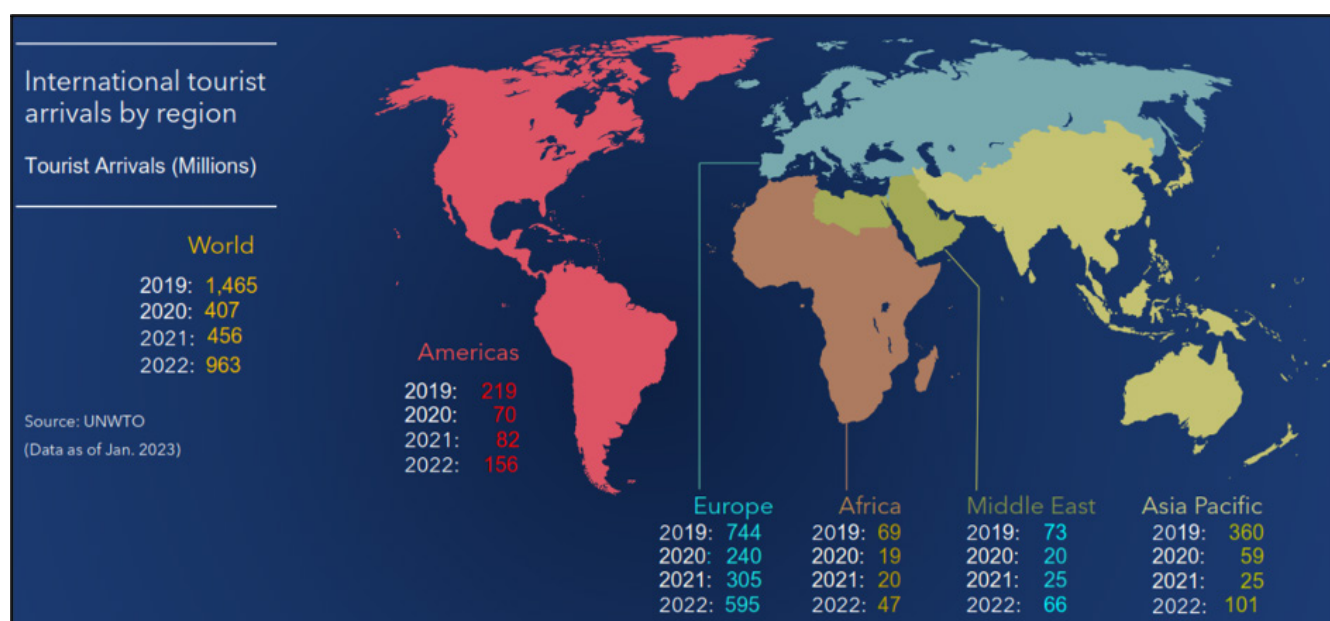 International tourist
arrivals by region
Tourist Arrivals (Millions)
World
2019: 1,465
2020: 407
2021: 456
2022: 963
Source: UNWTO
(Data as of Jan. 2023)
Americas
2019: 219
2020: 70
2021: 82
2022: 156
Europe
2019: 744
2020: 240
2021: 305
2022: 595
Africa
2019: 69
2020: 19
2021: 20
2022: 47
Middle East
2019: 73
2020: 20
2021: 25
2022: 66
Asia Pacific
2019: 360
2020: 59
2021: 25
2022: 101